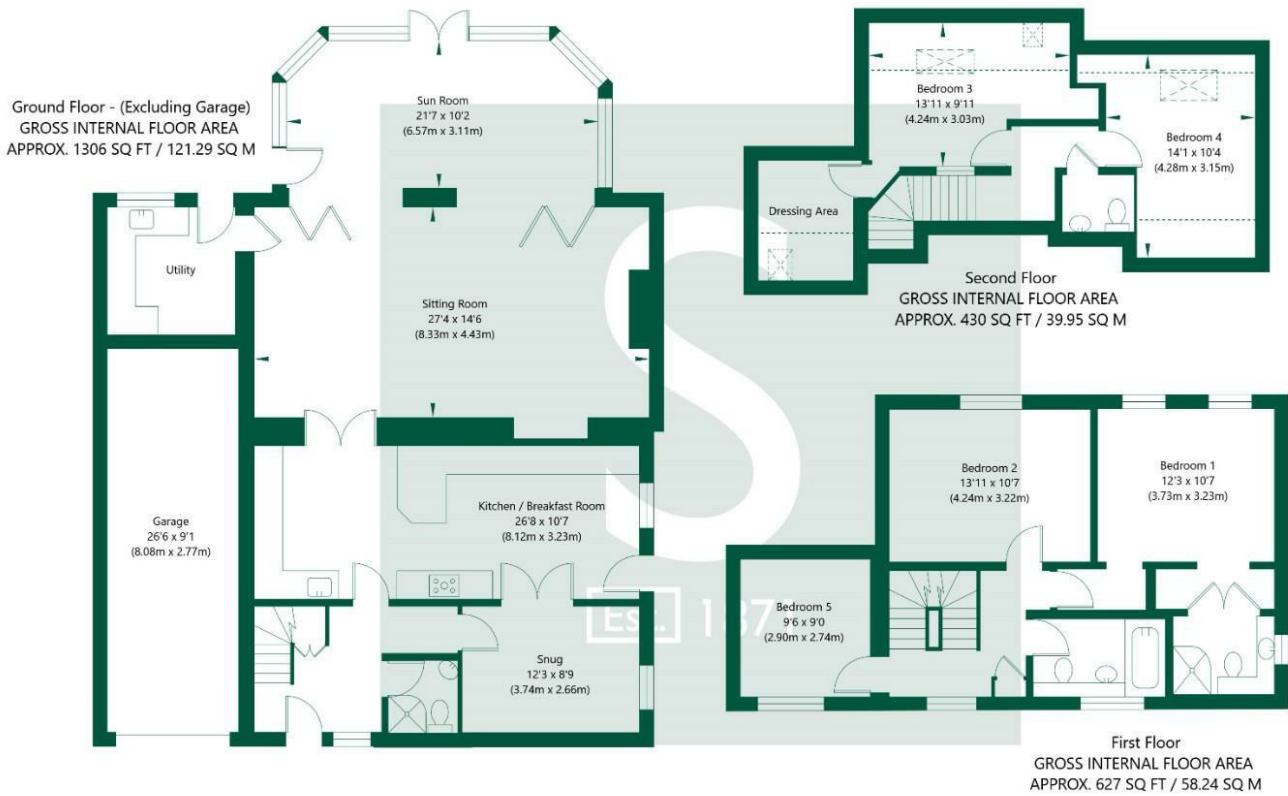 Ground Floor - (Excluding Garage)
GROSS INTERNAL FLOOR AREA
APPROX. 1306 SQ FT / 121.29 SQ M
Sun Room
21'7 x 10'2
(6.57m x 3.11m)
Utility
Sitting Room
27'4 x 14'6
(8.33m x 4.43m)
Garage
26'6 x 9'1
(8.08m x 2.77m)
Kitchen / Breakfast Room
26'8 x 10'7
(8.12m x 3.23m)
Snug
12'3 x 8'9
(3.74m x 2.66m)
Bedroom 3
13'11 x 9'11
(4.24m x 3.03m)
Bedroom 4
14'1 x 10'4
(4.28m x 3.15m)
Dressing Area
Second Floor
GROSS INTERNAL FLOOR AREA
APPROX. 430 SQ FT / 39.95 SQ M
Bedroom 2
13'11 x 10'7
(4.24m x 3.22m)
Bedroom 1
12'3 x 10'7
(3.73m x 3.23m)
Bedroom 5
9'6 x 9'0
(2.90m x 2.74m)
First Floor
GROSS INTERNAL FLOOR AREA
APPROX. 627 SQ FT / 58.24 SQ M
S
Est. 187